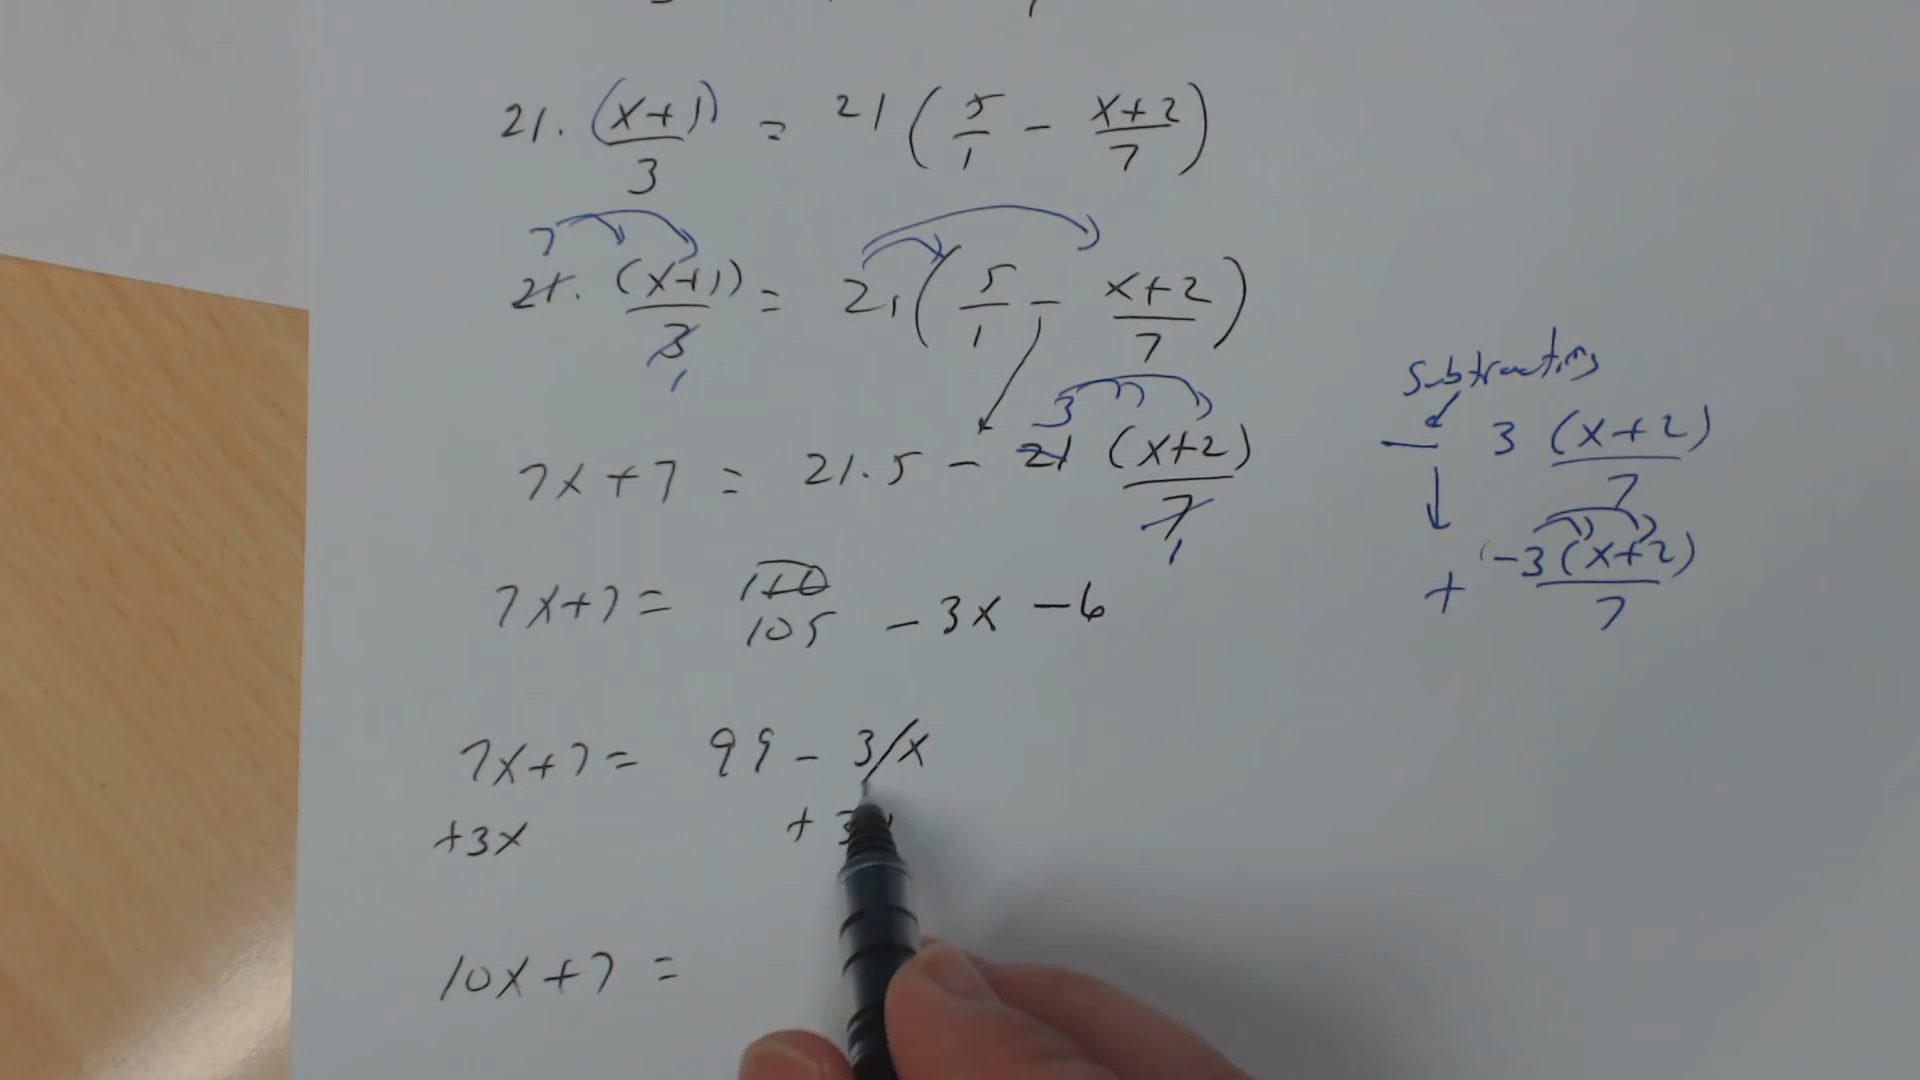 21. (x+1)/3 = 21 (5/1 - x+2/7)
7
21. (x+1)/3 = 21 (5/1 - x+2/7)
1
3
7x+7 = 21.5 - 21 (x+2)/7
1
7x+7 = 105 - 3x - 6
7x+7 = 99 - 3x
+3x + 3
10x+7 =
Subtracting
- 3 (x+2)/7
+ (-3(x+2)/7